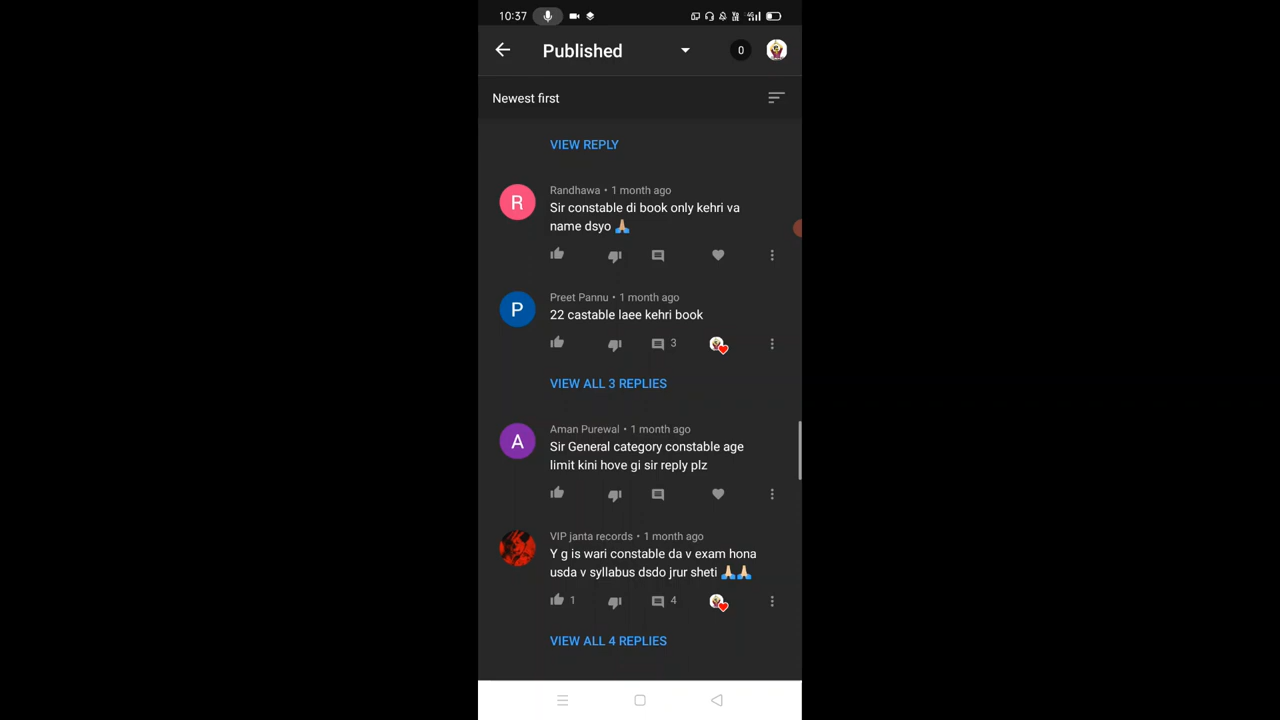 10:37
Published
0
Newest first
VIEW REPLY
R
Randhawa • 1 month ago
Sir constable di book only kehri va
name dsyo 🙏🏼
P
Preet Pannu • 1 month ago
22 castable laee kehri book
3
VIEW ALL 3 REPLIES
A
Aman Purewal • 1 month ago
Sir General category constable age
limit kini hove gi sir reply plz
VIP janta records • 1 month ago
Y g is wari constable da v exam hona
usda v syllabus dsdo jrur sheti 🙏🏼🙏🏼
1 4
VIEW ALL 4 REPLIES